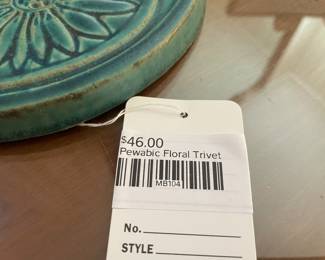 $46.00
Pewabic Floral Trivet
MB104
No.
STYLE